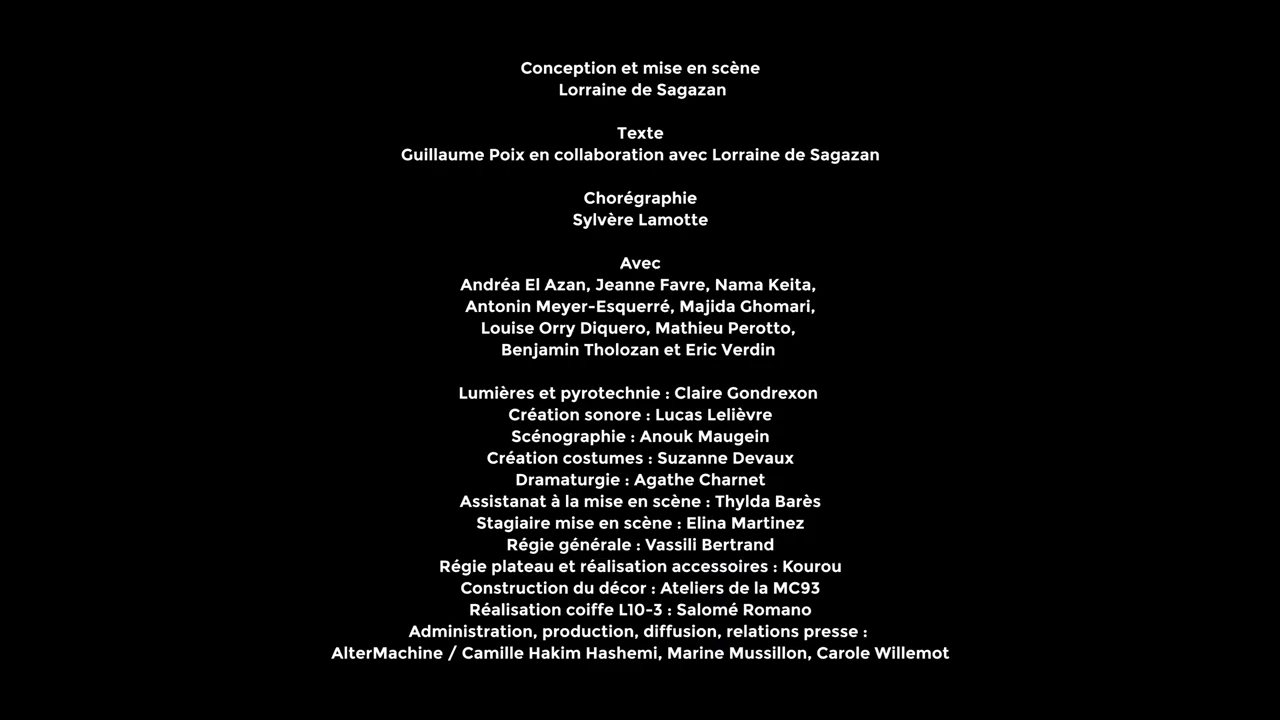 Conception et mise en scène
Lorraine de Sagazan
Texte
Guillaume Poix en collaboration avec Lorraine de Sagazan
Chorégraphie
Sylvère Lamotte
Avec
Andréa El Azan, Jeanne Favre, Nama Keita,
Antonin Meyer-Esquerré, Majida Ghomari,
Louise Orry Diquero, Mathieu Perotto,
Benjamin Tholozan et Eric Verdin
Lumières et pyrotechnie : Claire Gondrexon
Création sonore : Lucas Lelièvre
Scénographie : Anouk Maugein
Création costumes : Suzanne Devaux
Dramaturgie : Agathe Charnet
Assistanat à la mise en scène : Thylda Barès
Stagiaire mise en scène : Elina Martinez
Régie générale : Vassili Bertrand
Régie plateau et réalisation accessoires : Kourou
Construction du décor : Ateliers de la MC93
Réalisation coiffe L10-3 : Salomé Romano
Administration, production, diffusion, relations presse :
AlterMachine / Camille Hakim Hashemi, Marine Mussillon, Carole Willemot